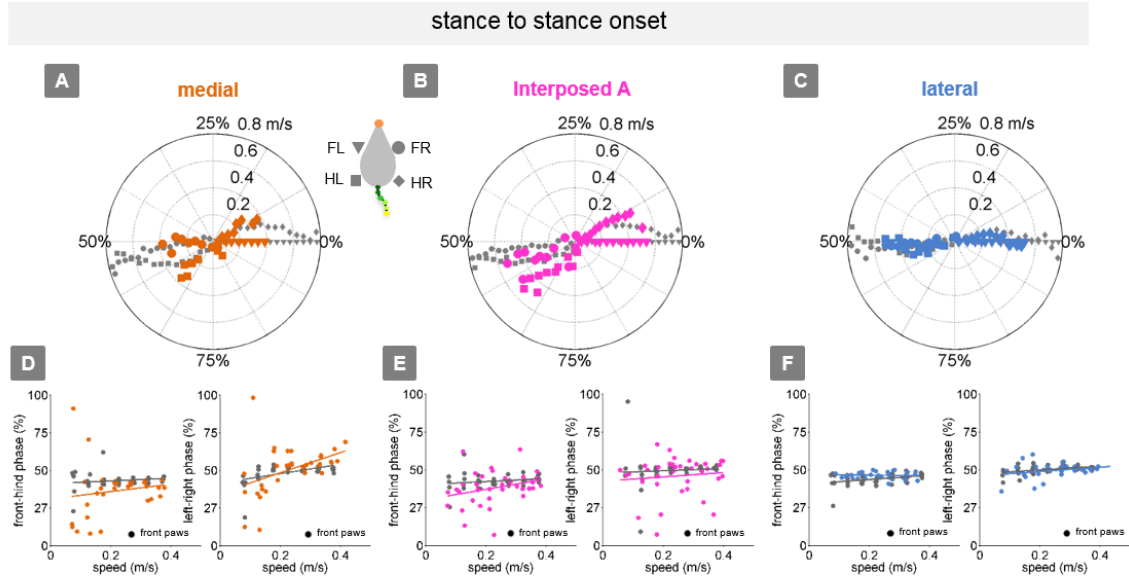 stance to stance onset
A
medial
B
Interposed A
C
lateral
25% 0.8 m/s
0.6
0.4
0.2
50%
0%
75%
FL
FR
HL
HR
25% 0.8 m/s
0.6
0.4
0.2
50%
0%
75%
25% 0.8 m/s
0.6
0.4
0.2
50%
0%
75%
D
front-hind phase (%)
100
75
50
27
0
0
0.2
0.4
speed (m/s)
front paws
left-right phase (%)
100
75
50
27
0
0
0.2
0.4
speed (m/s)
front paws
E
front-hind phase (%)
100
75
50
27
0
0
0.2
0.4
speed (m/s)
front paws
left-right phase (%)
100
75
50
27
0
0
0.2
0.4
speed (m/s)
front paws
F
front-hind phase (%)
100
75
50
27
0
0
0.2
0.4
speed (m/s)
front paws
left-right phase (%)
100
75
50
27
0
0
0.2
0.4
speed (m/s)
front paws